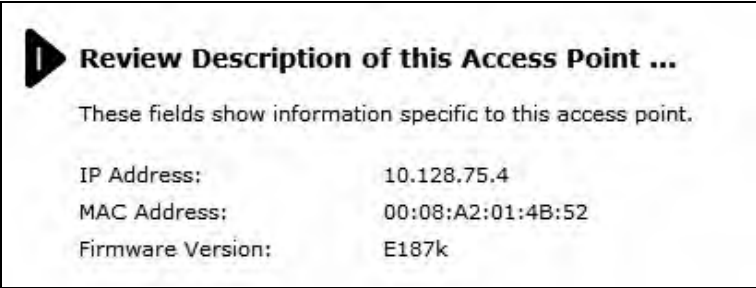 Review Description of this Access Point ...
These fields show information specific to this access point.
IP Address: 10.128.75.4
MAC Address: 00:08:A2:01:4B:52
Firmware Version: E187k